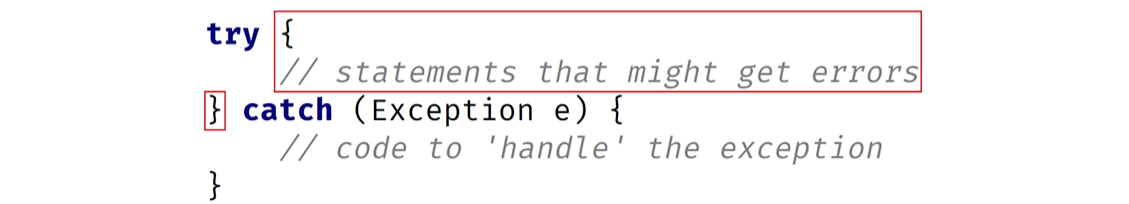 try {
// statements that might get errors
} catch (Exception e) {
// code to 'handle' the exception
}